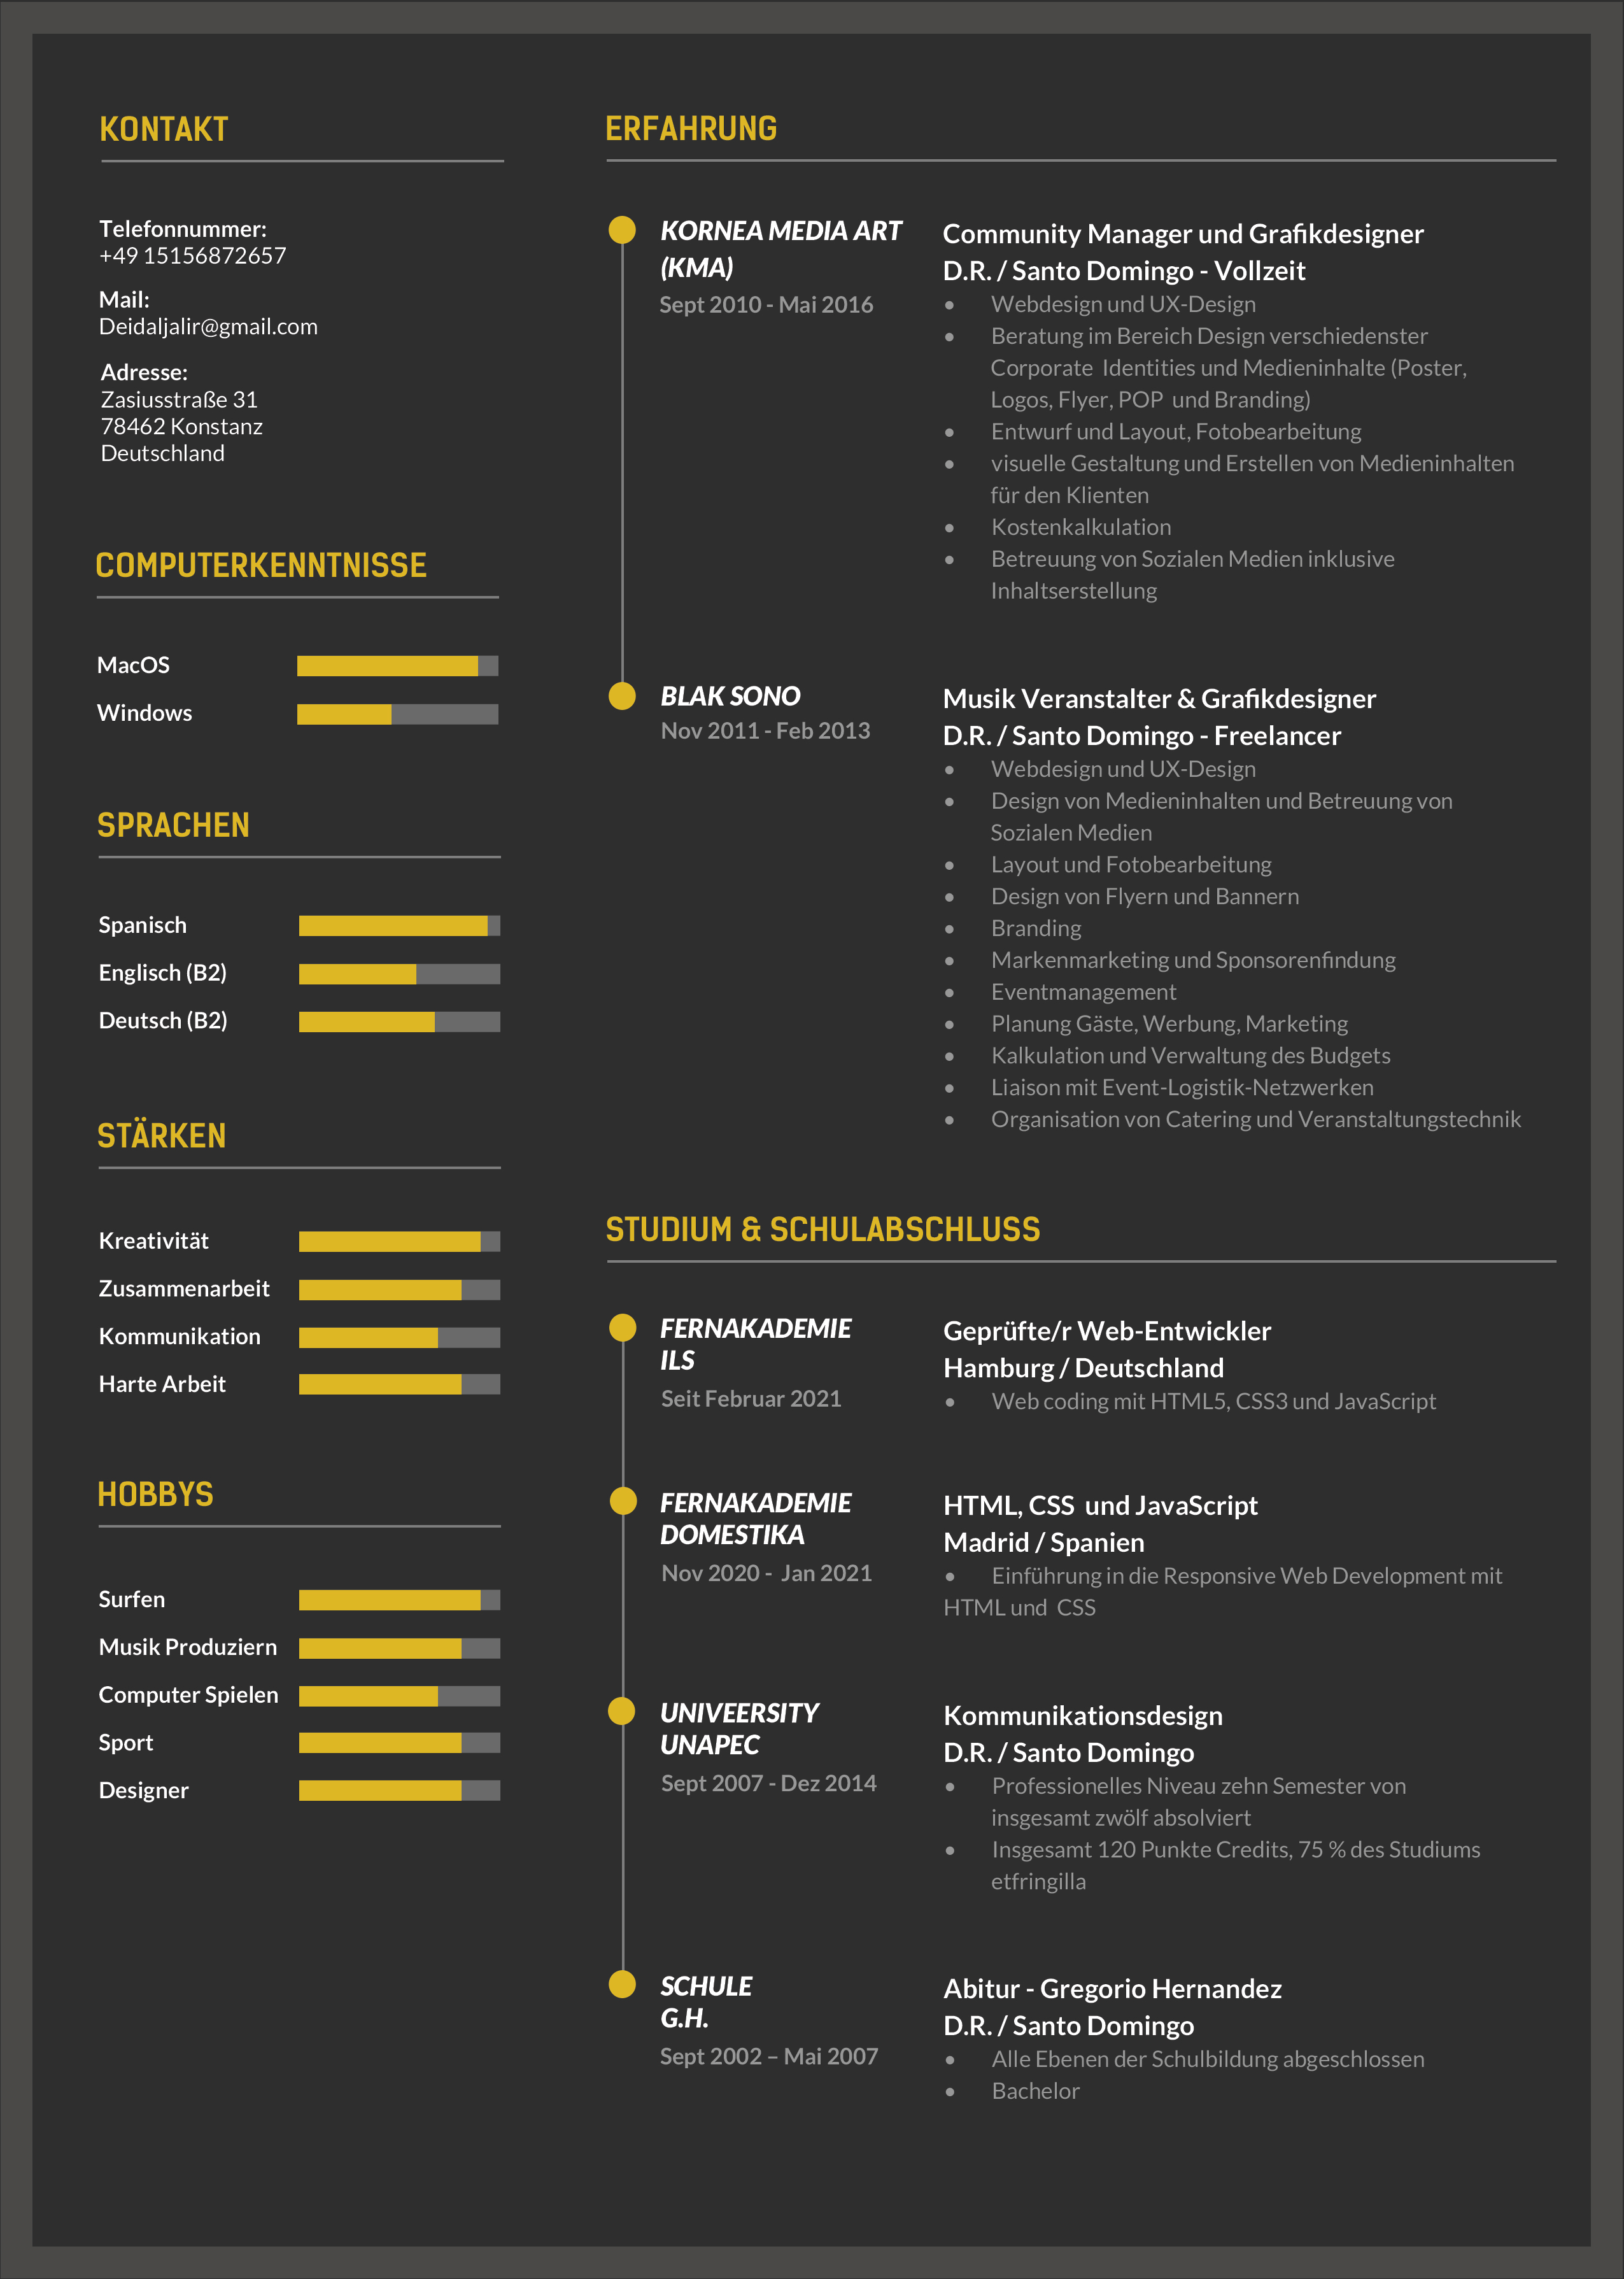 KONTAKT
Telefonnummer:
+49 15156872657
Mail:
Deidaljalir@gmail.com
Adresse:
Zasiusstraße 31
78462 Konstanz
Deutschland
COMPUTERKENNTNISSE
MacOS
Windows
SPRACHEN
Spanisch
Englisch (B2)
Deutsch (B2)
STÄRKEN
Kreativität
Zusammenarbeit
Kommunikation
Harte Arbeit
HOBBYS
Surfen
Musik Produziern
Computer Spielen
Sport
Designer
ERFAHRUNG
KORNEA MEDIA ART
(KMA)
Sept 2010 - Mai 2016
Community Manager und Grafikdesigner
D.R. / Santo Domingo - Vollzeit
• Webdesign und UX-Design
• Beratung im Bereich Design verschiedenster
Corporate Identities und Medieninhalte (Poster,
Logos, Flyer, POP und Branding)
• Entwurf und Layout, Fotobearbeitung
• visuelle Gestaltung und Erstellen von Medieninhalten
für den Klienten
• Kostenkalkulation
• Betreuung von Sozialen Medien inklusive
Inhaltserstellung
BLAK SONO
Nov 2011 - Feb 2013
Musik Veranstalter & Grafikdesigner
D.R. / Santo Domingo - Freelancer
• Webdesign und UX-Design
• Design von Medieninhalten und Betreuung von
Sozialen Medien
• Layout und Fotobearbeitung
• Design von Flyern und Bannern
• Branding
• Markenmarketing und Sponsorenfindung
• Eventmanagement
• Planung Gäste, Werbung, Marketing
• Kalkulation und Verwaltung des Budgets
• Liaison mit Event-Logistik-Netzwerken
• Organisation von Catering und Veranstaltungstechnik
STUDIUM & SCHULABSCHLUSS
FERNAKADEMIE
ILS
Seit Februar 2021
Geprüfte/r Web-Entwickler
Hamburg / Deutschland
• Web coding mit HTML5, CSS3 und JavaScript
FERNAKADEMIE
DOMESTIKA
Nov 2020 - Jan 2021
HTML, CSS und JavaScript
Madrid / Spanien
• Einführung in die Responsive Web Development mit
HTML und CSS
UNIVEERSITY
UNAPEC
Sept 2007 - Dez 2014
Kommunikationsdesign
D.R. / Santo Domingo
• Professionelles Niveau zehn Semester von
insgesamt zwölf absolviert
• Insgesamt 120 Punkte Credits, 75 % des Studiums
etfringilla
SCHULE
G.H.
Sept 2002 – Mai 2007
Abitur - Gregorio Hernandez
D.R. / Santo Domingo
• Alle Ebenen der Schulbildung abgeschlossen
• Bachelor